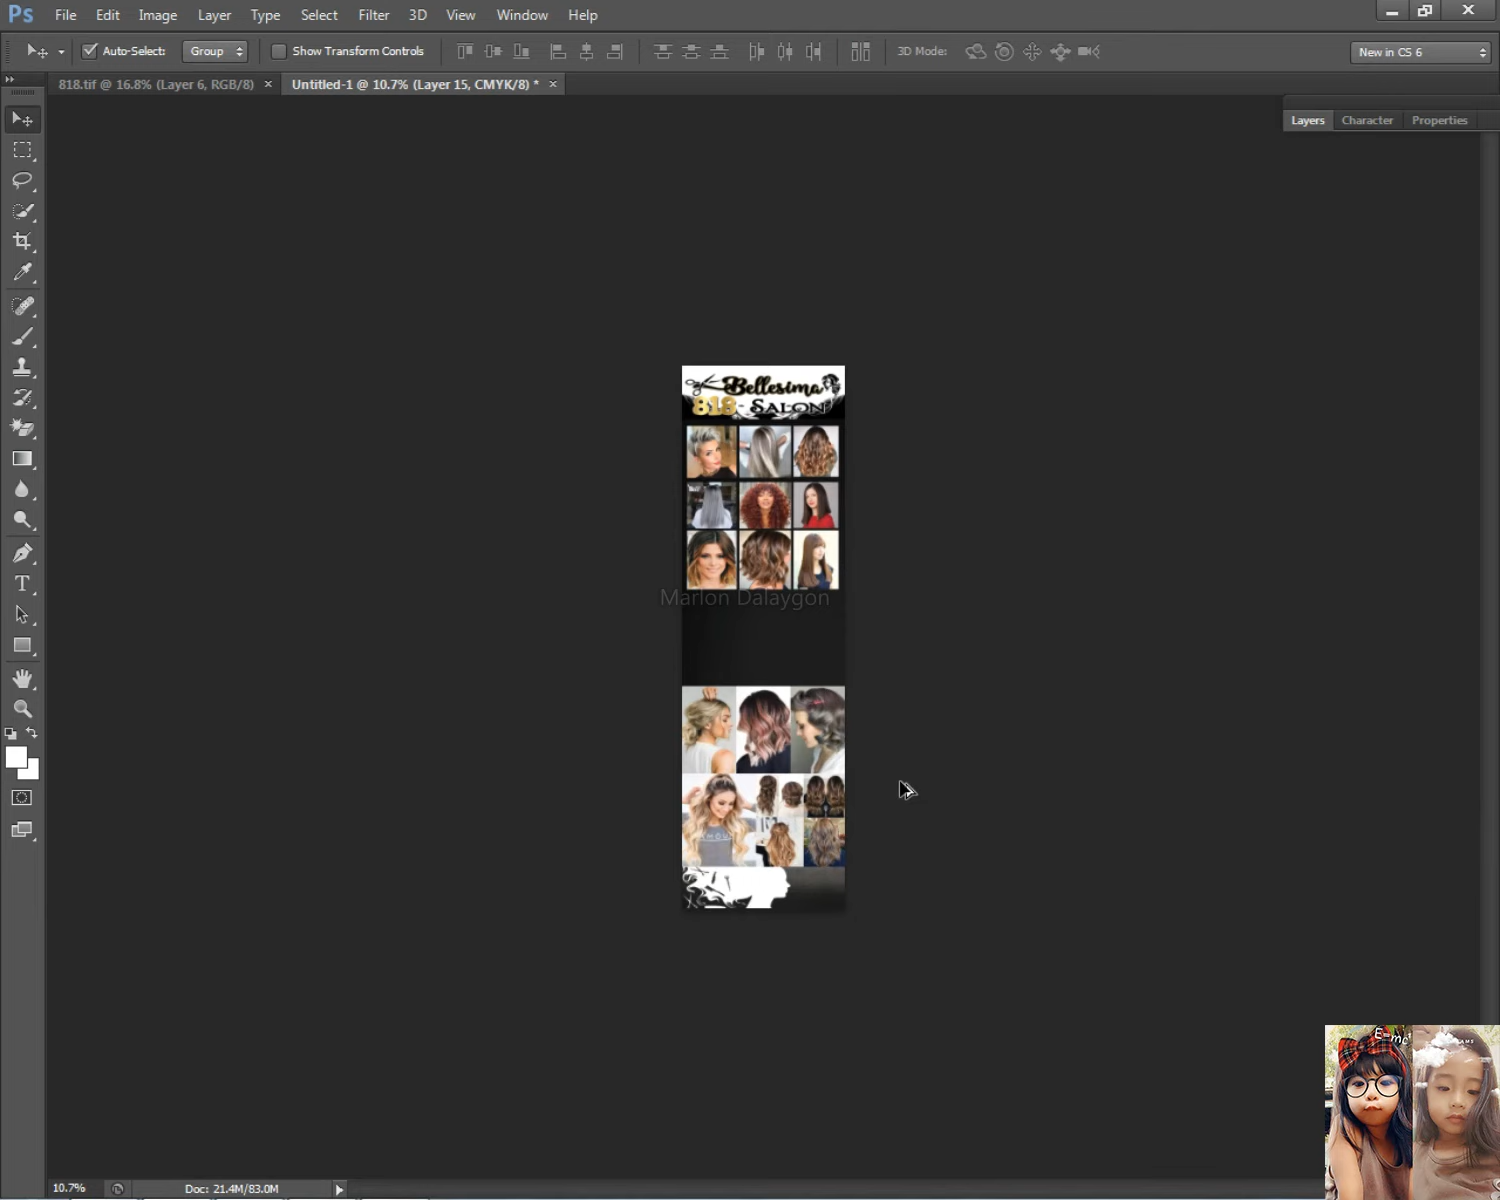 Ps File Edit Image Layer Type Select Filter 3D View Window Help
Auto-Select: Group Show Transform Controls 3D Mode: New in CS 6
818.tif @ 16.8% (Layer 6, RGB/8) × Untitled-1 @ 10.7% (Layer 15, CMYK/8) * ×
Layers Character Properties
Bellesima
818 - SALON
Marlon Dalaygon
T
E=mc²
10.7% Doc: 21.4M/83.0M